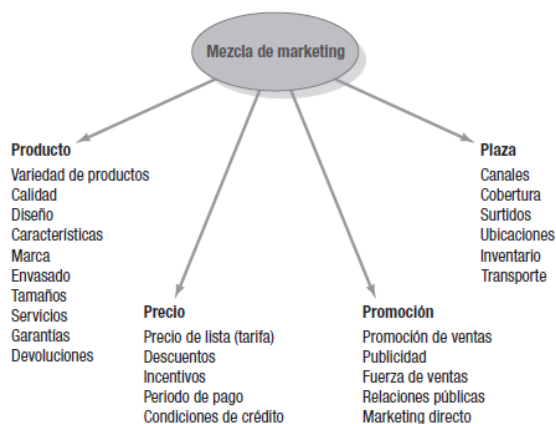 Mezcla de marketing
Producto
Variedad de productos
Calidad
Diseño
Características
Marca
Envasado
Tamaños
Servicios
Garantías
Devoluciones
Precio
Precio de lista (tarifa)
Descuentos
Incentivos
Periodo de pago
Condiciones de crédito
Promoción
Promoción de ventas
Publicidad
Fuerza de ventas
Relaciones públicas
Marketing directo
Plaza
Canales
Cobertura
Surtidos
Ubicaciones
Inventario
Transporte